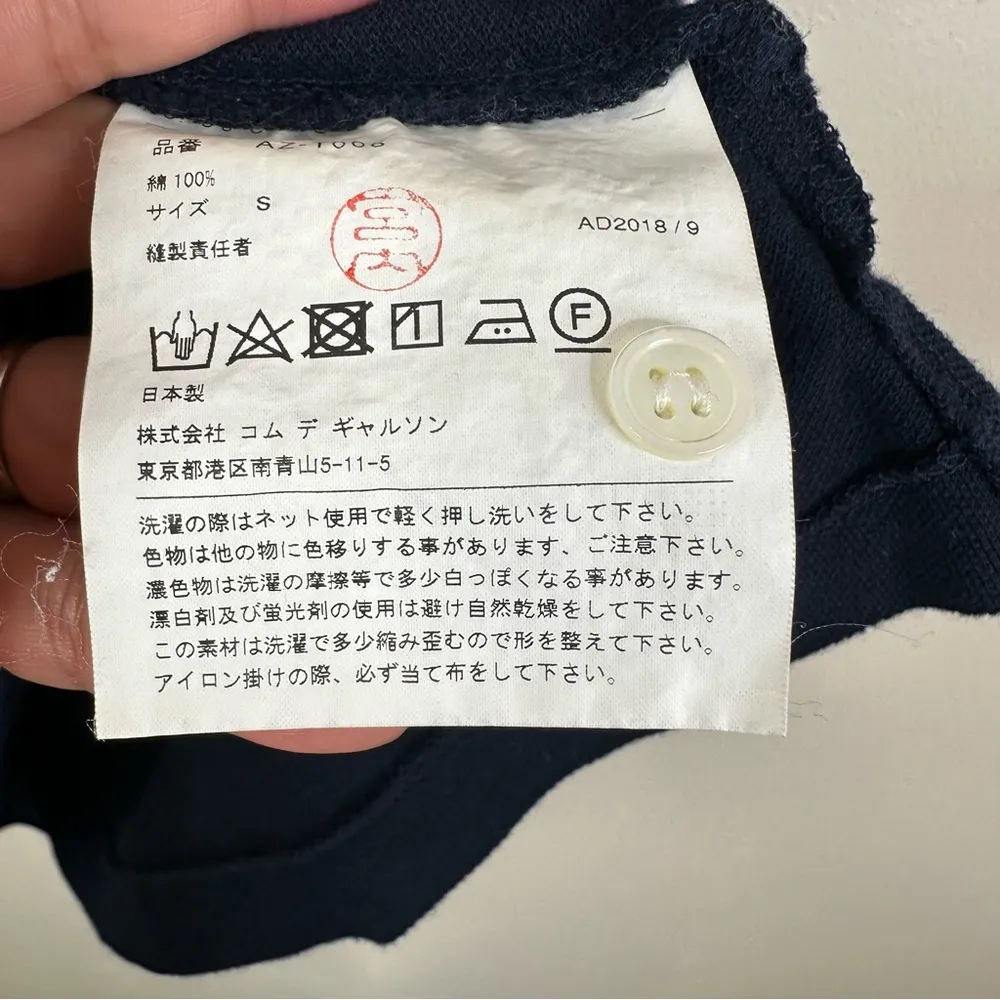 品番
綿 100%
サイズ S
AD2018 / 9
縫製責任者
F
日本製
株式会社 コム デ ギャルソン
東京都港区南青山5-11-5
洗濯の際はネット使用で軽く押し洗いをして下さい。
色物は他の物に色移りする事があります、ご注意下さい。
濃色物は洗濯の摩擦等で多少白っぽくなる事があります。
漂白剤及び蛍光剤の使用は避け自然乾燥をして下さい。
この素材は洗濯で多少縮み歪むので形を整えて下さい。
アイロン掛けの際、必ず当て布をして下さい。